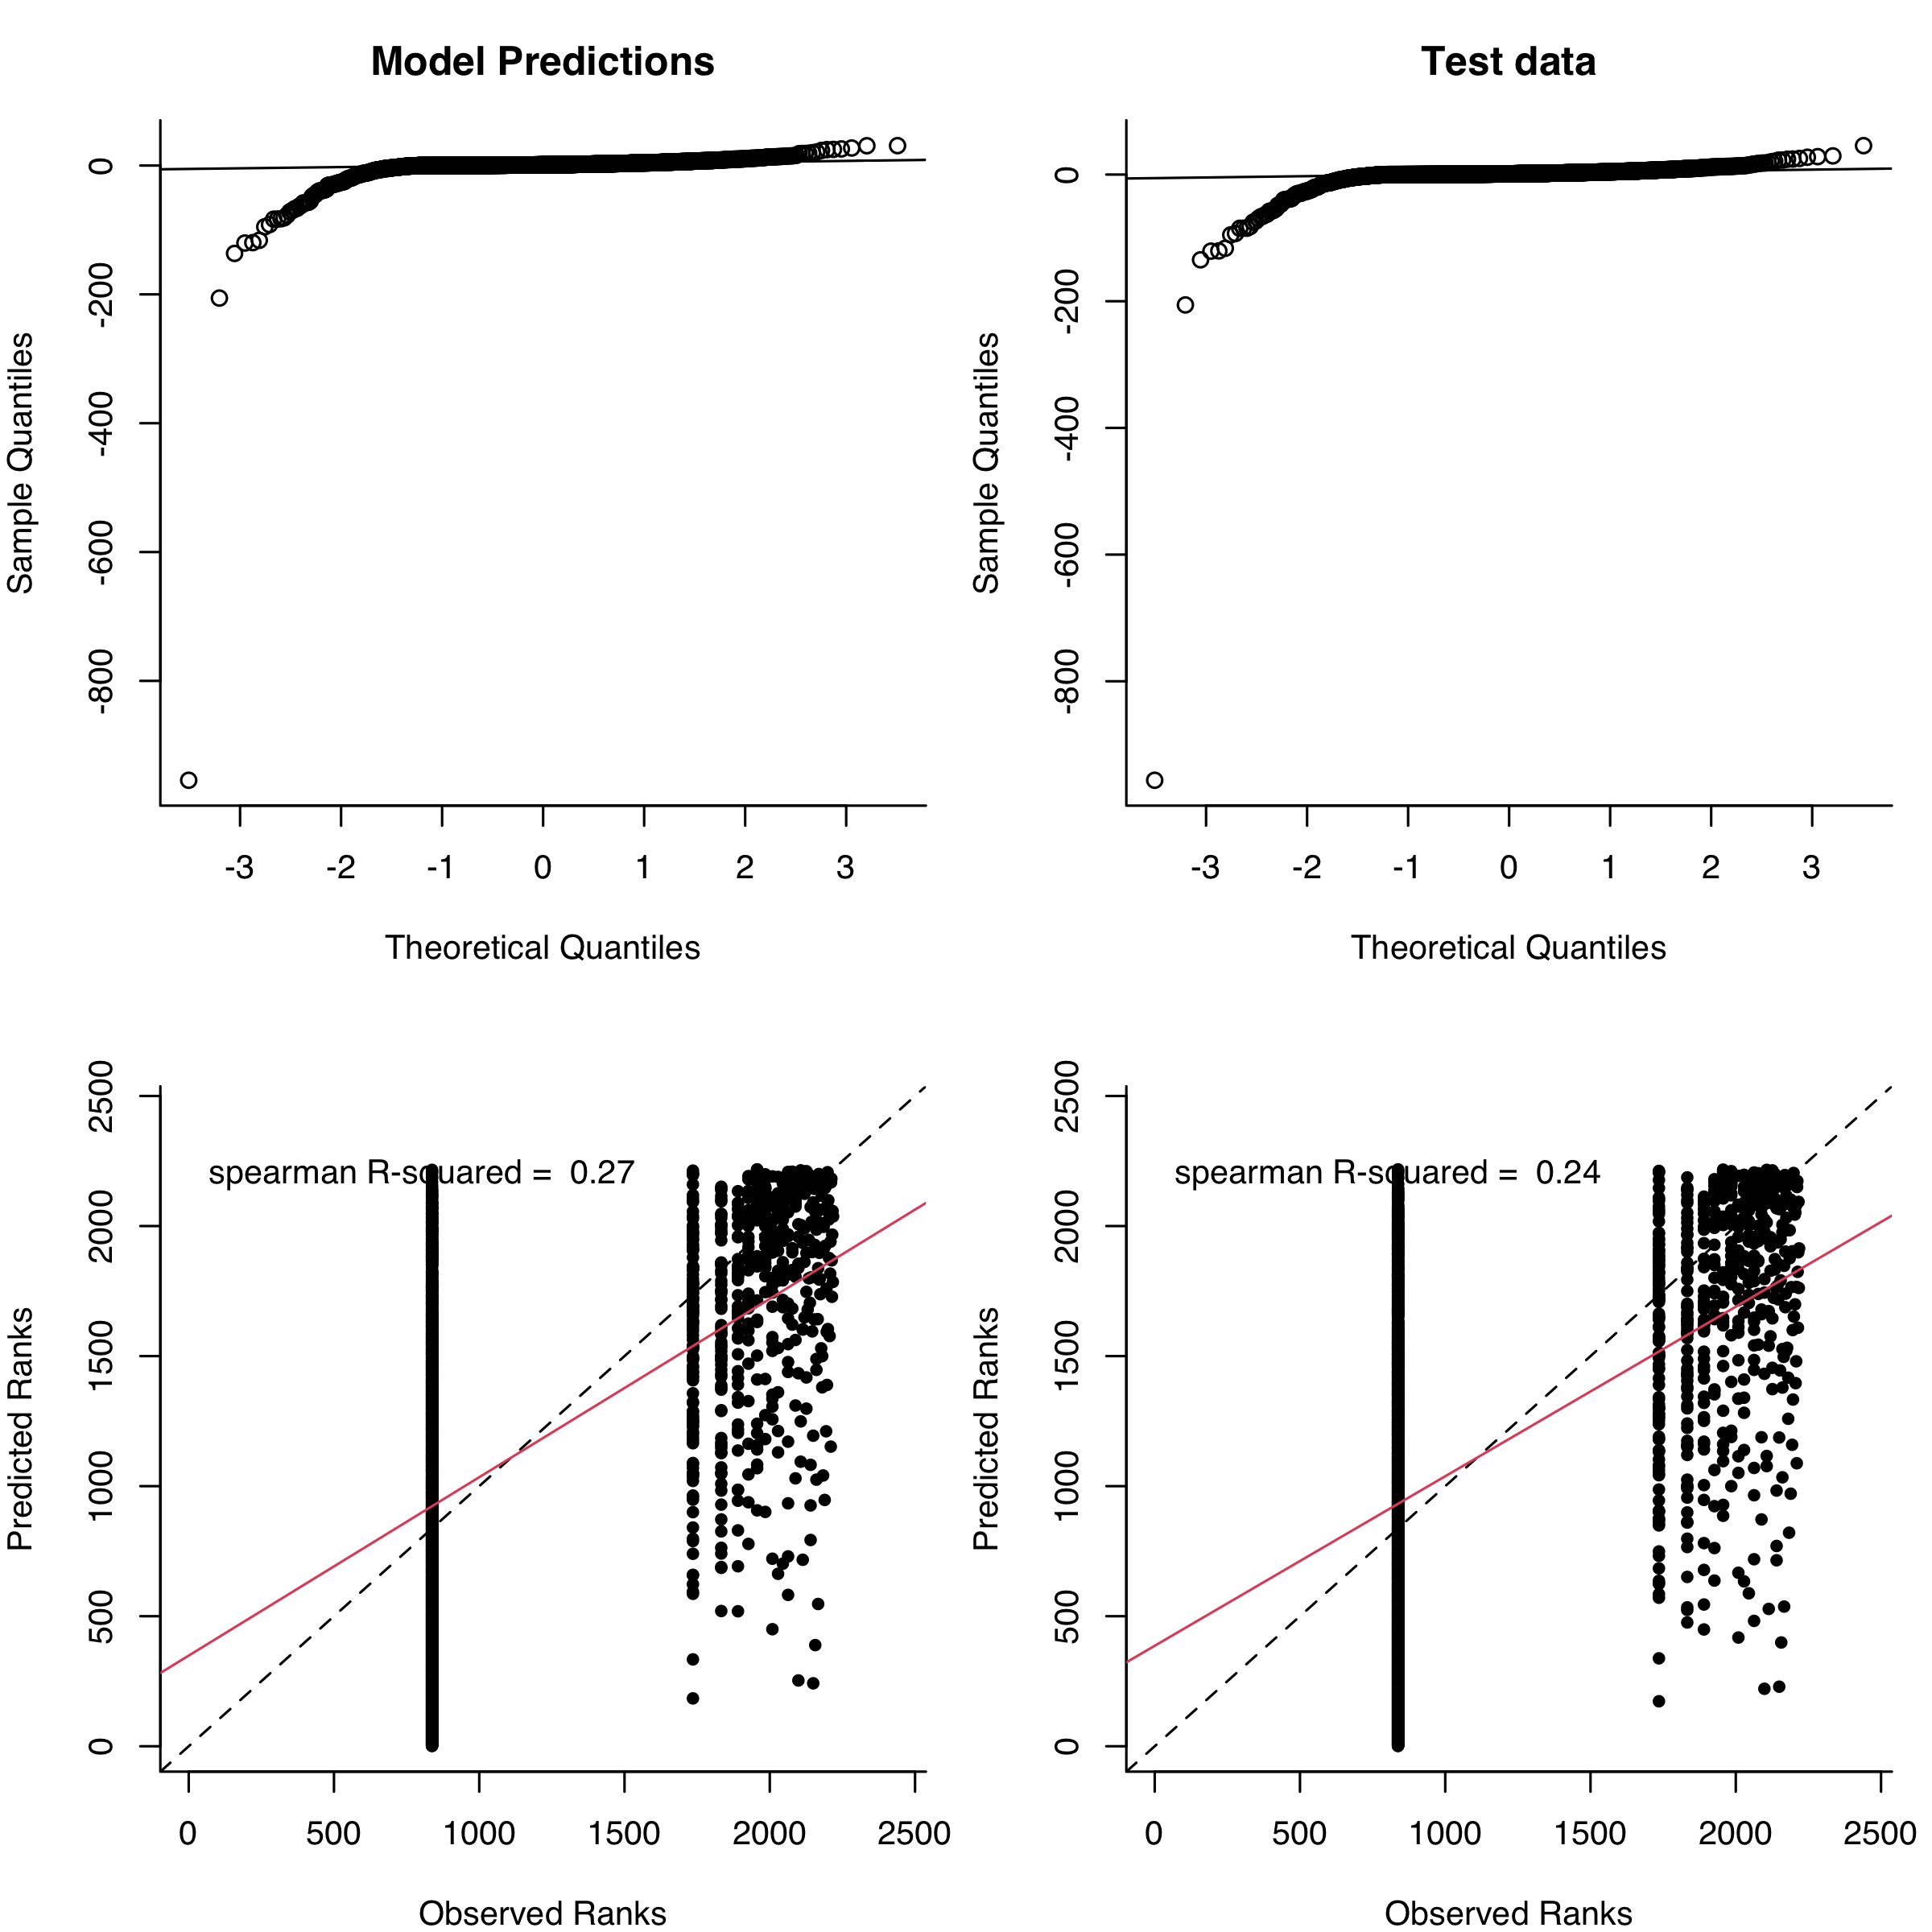 Model Predictions
Test data
Sample Quantiles
0
-200
-400
-600
-800
-3 -2 -1 0 1 2 3
Theoretical Quantiles
Sample Quantiles
0
-200
-400
-600
-800
-3 -2 -1 0 1 2 3
Theoretical Quantiles
Predicted Ranks
2500
2000
1500
1000
500
0
spearman R-squared = 0.27
0 500 1000 1500 2000 2500
Observed Ranks
Predicted Ranks
2500
2000
1500
1000
500
0
spearman R-squared = 0.24
0 500 1000 1500 2000 2500
Observed Ranks